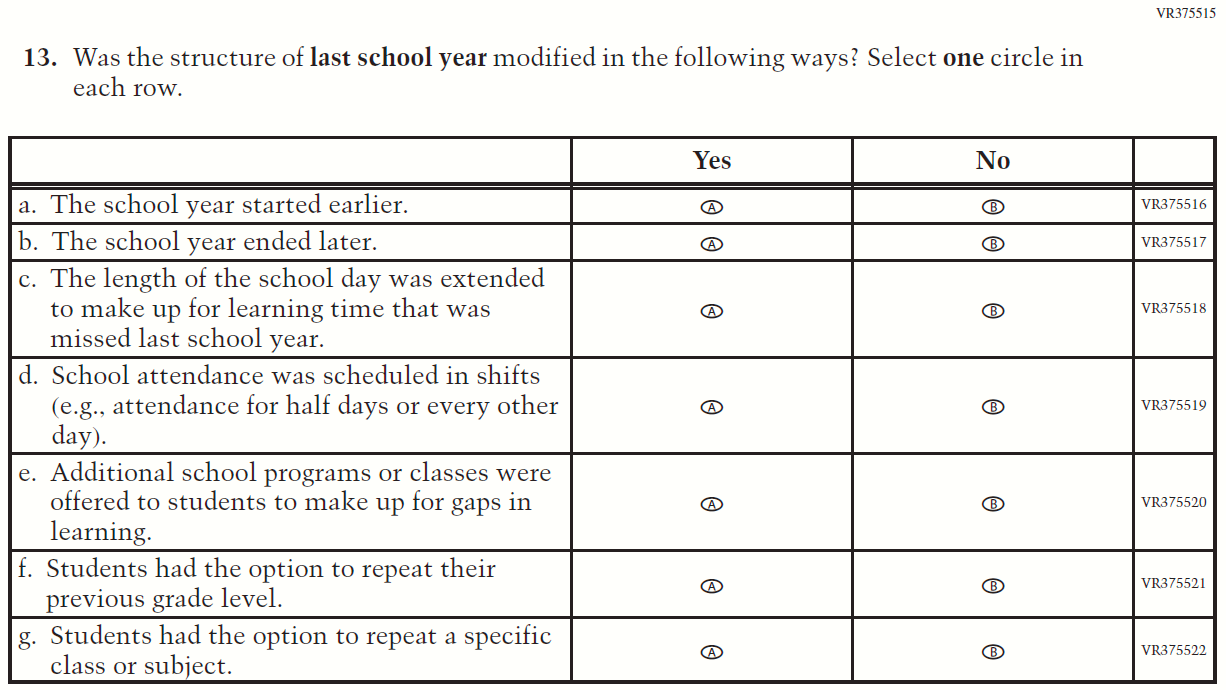 VR375515
13. Was the structure of last school year modified in the following ways? Select one circle in
each row.
Yes No
a. The school year started earlier. A B VR375516
b. The school year ended later. A B VR375517
c. The length of the school day was extended
to make up for learning time that was
missed last school year. A B VR375518
d. School attendance was scheduled in shifts
(e.g., attendance for half days or every other
day). A B VR375519
e. Additional school programs or classes were
offered to students to make up for gaps in
learning. A B VR375520
f. Students had the option to repeat their
previous grade level. A B VR375521
g. Students had the option to repeat a specific
class or subject. A B VR375522